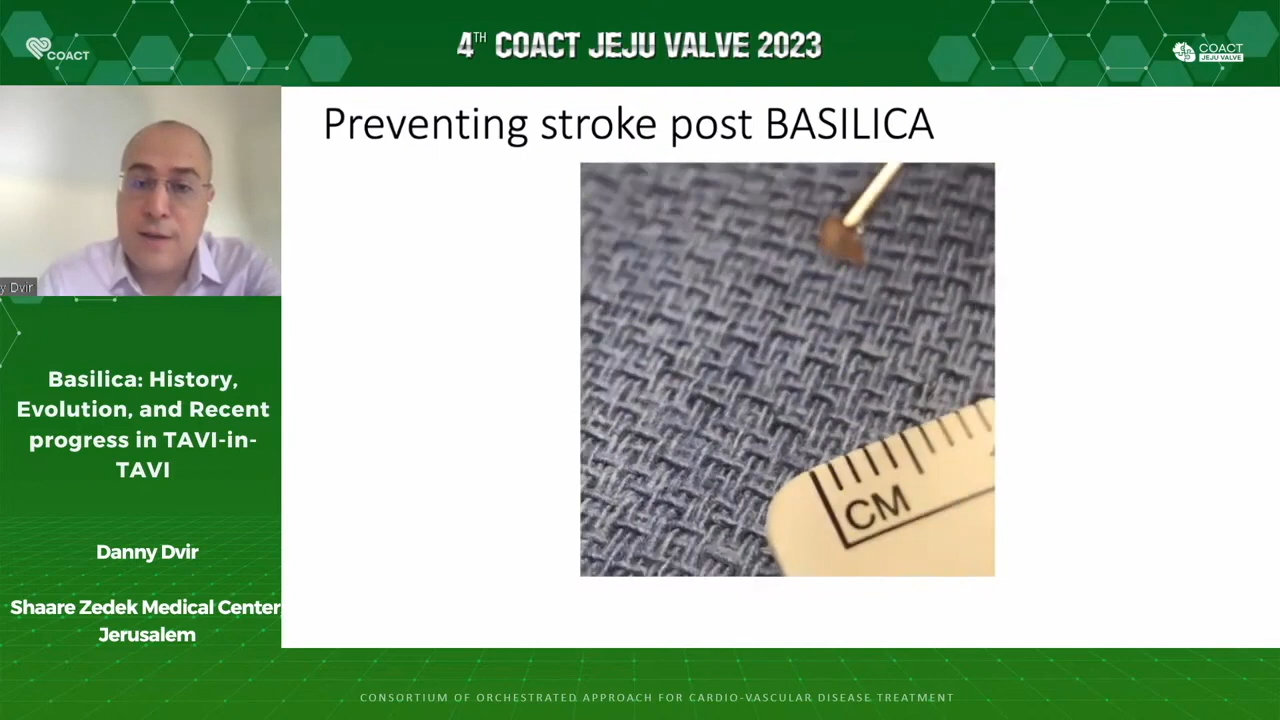 COACT
4TH COACT JEJU VALVE 2023
COACT
JEJU VALVE
Preventing stroke post BASILICA
y Dvir
CM
Basilica: History,
Evolution, and Recent
progress in TAVI-in-
TAVI
Danny Dvir
Shaare Zedek Medical Center,
Jerusalem
CONSORTIUM OF ORCHESTRATED APPROACH FOR CARDIO-VASCULAR DISEASE TREATMENT